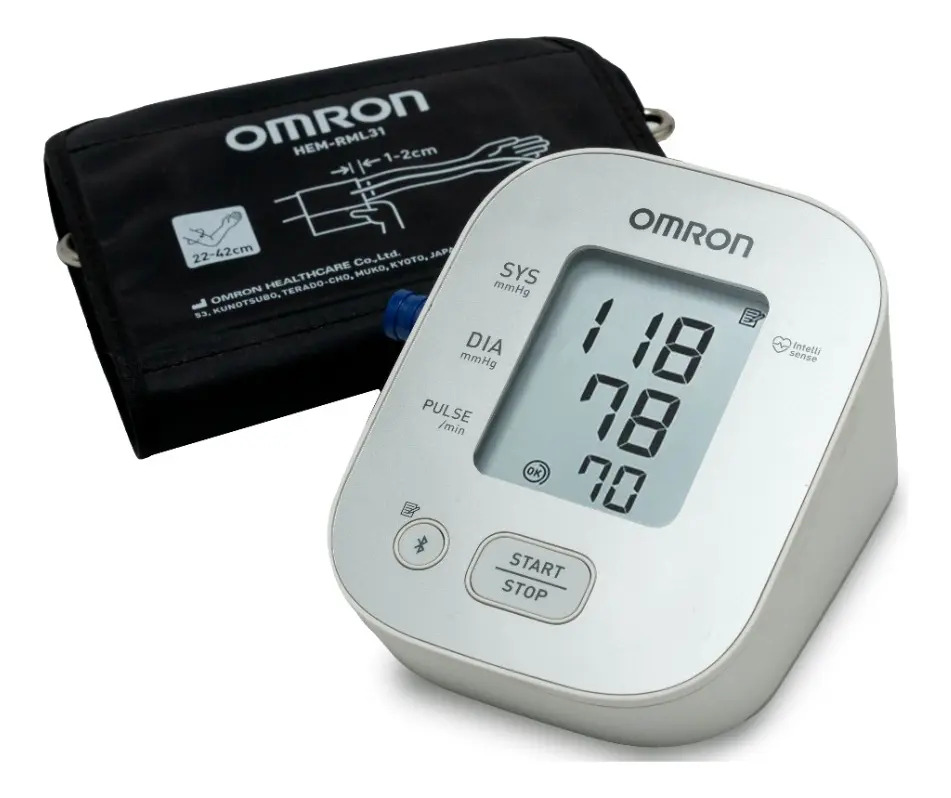 OMRON
HEM-RML31
1-2cm
22-42cm
OMRON HEALTHCARE Co.,Ltd.
53, KUNOTSUBO, TERADO-CHO, MUKO, KYOTO,
OMRON
SYS
mmHg
118
Intelli
sense
DIA
mmHg
78
PULSE
/min
OK
70
START
STOP